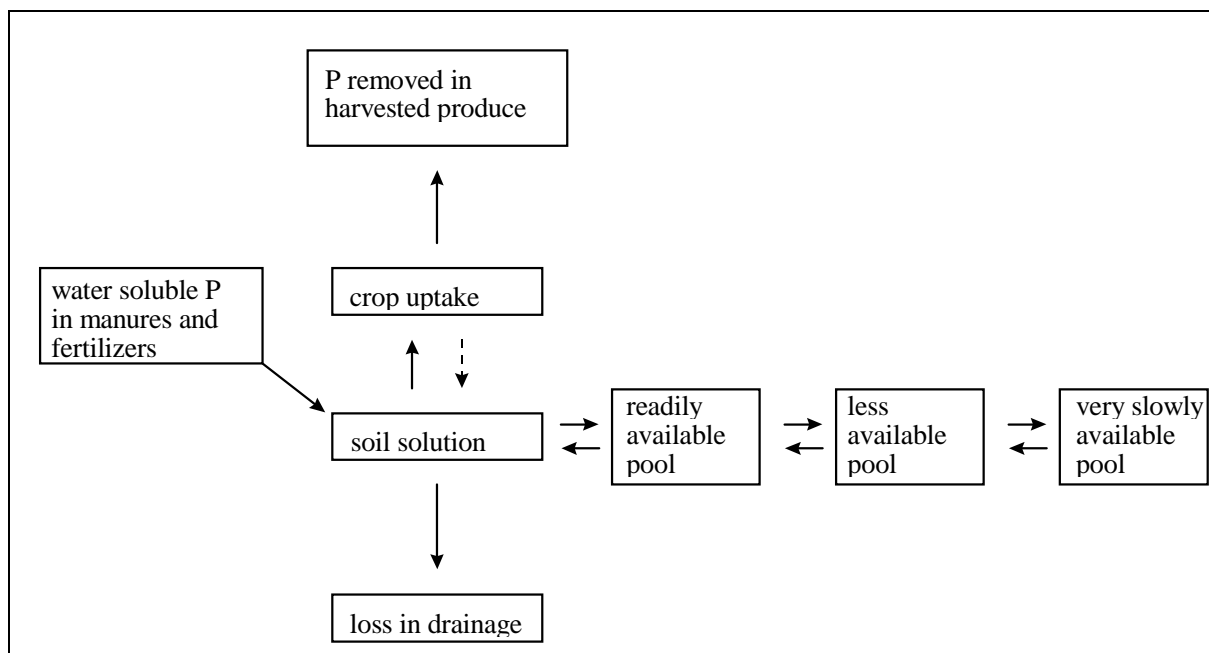 P removed in
harvested produce
water soluble P
in manures and
fertilizers
crop uptake
soil solution
readily
available
pool
less
available
pool
very slowly
available
pool
loss in drainage